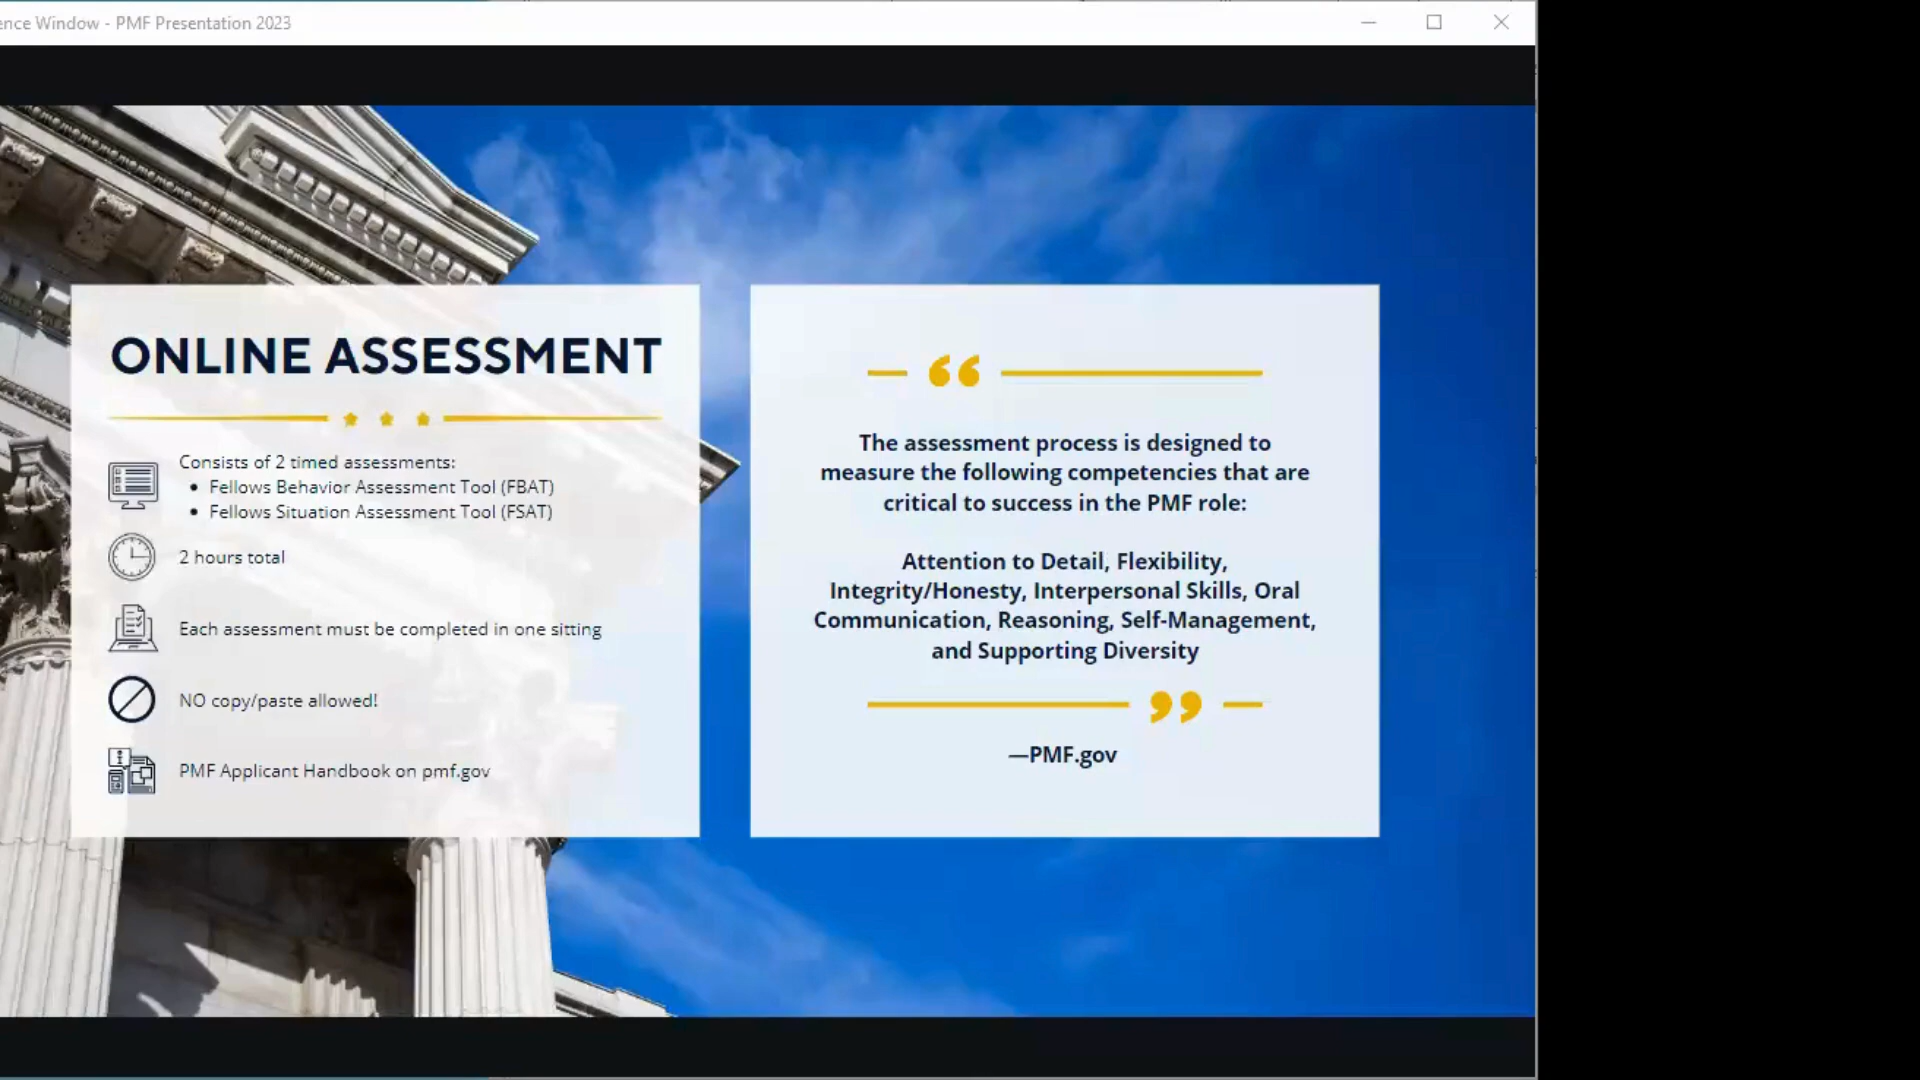 ence Window - PMF Presentation 2023
ONLINE ASSESSMENT
Consists of 2 timed assessments:
• Fellows Behavior Assessment Tool (FBAT)
• Fellows Situation Assessment Tool (FSAT)
2 hours total
Each assessment must be completed in one sitting
NO copy/paste allowed!
PMF Applicant Handbook on pmf.gov
“
The assessment process is designed to
measure the following competencies that are
critical to success in the PMF role:
Attention to Detail, Flexibility,
Integrity/Honesty, Interpersonal Skills, Oral
Communication, Reasoning, Self-Management,
and Supporting Diversity
”
—PMF.gov